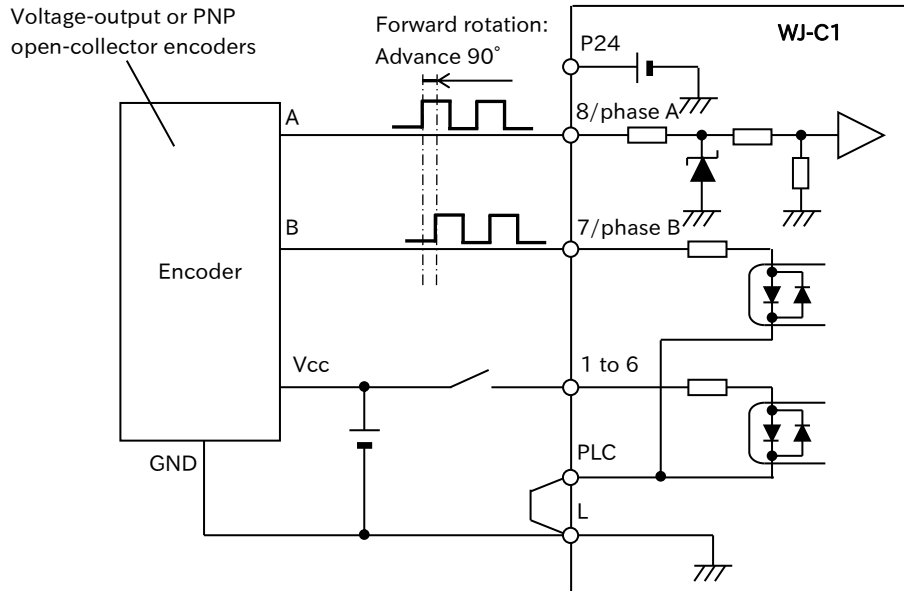 Voltage-output or PNP
open-collector encoders
Forward rotation:
Advance 90˚
WJ-C1
P24
A
8/phase A
B
7/phase B
Encoder
Vcc
1 to 6
GND
PLC
L